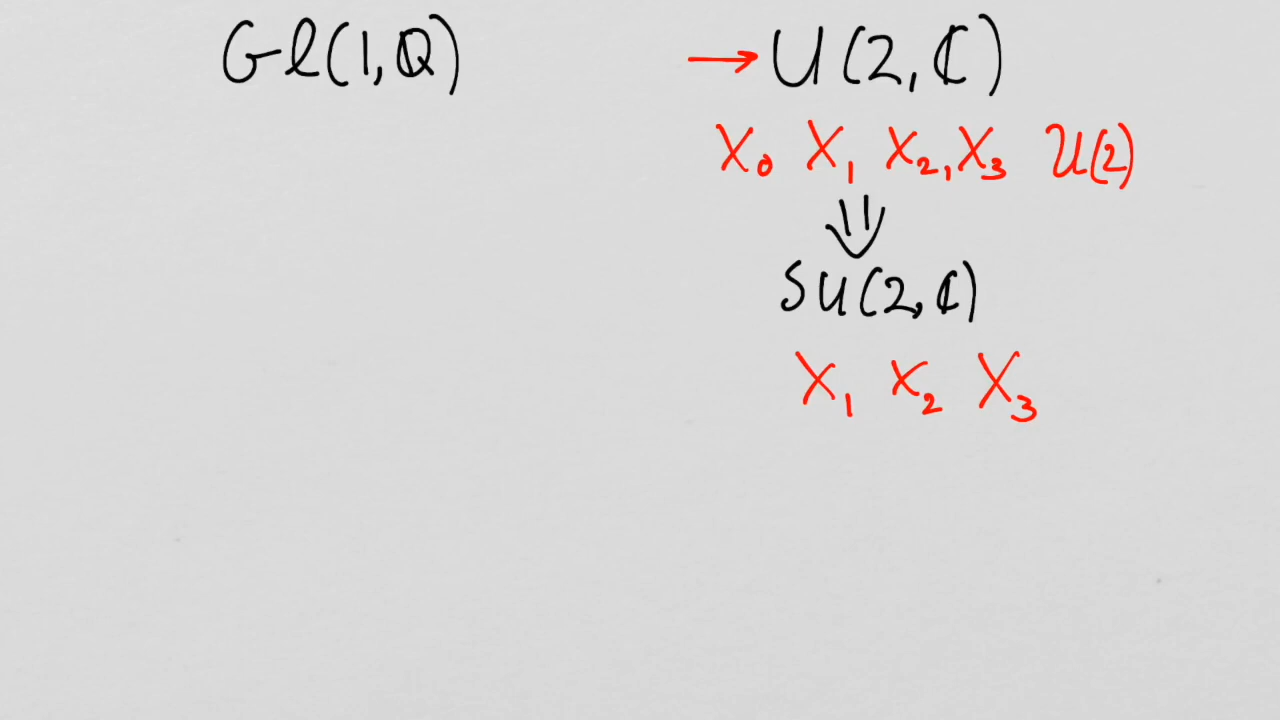 Gl(1,Q) → U(2,ℂ)
X₀ X₁ X₂, X₃ U(2)
⇓
SU(2,ℂ)
X₁ X₂ X₃